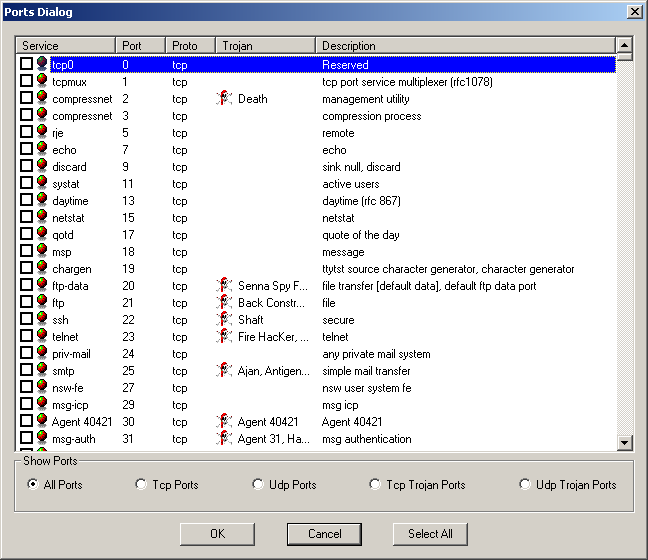 Ports Dialog
Service Port Proto Trojan Description
tcp0 0 tcp Reserved
tcpmux 1 tcp tcp port service multiplexer (rfc1078)
compressnet 2 tcp Death management utility
compressnet 3 tcp compression process
rje 5 tcp remote
echo 7 tcp echo
discard 9 tcp sink null, discard
systat 11 tcp active users
daytime 13 tcp daytime (rfc 867)
netstat 15 tcp netstat
qotd 17 tcp quote of the day
msp 18 tcp message
chargen 19 tcp ttytst source character generator, character generator
ftp-data 20 tcp Senna Spy F... file transfer [default data], default ftp data port
ftp 21 tcp Back Constr... file
ssh 22 tcp Shaft secure
telnet 23 tcp Fire HacKer, ... telnet
priv-mail 24 tcp any private mail system
smtp 25 tcp Ajan, Antigen... simple mail transfer
nsw-fe 27 tcp nsw user system fe
msg-icp 29 tcp msg icp
Agent 40421 30 tcp Agent 40421 Agent 40421
msg-auth 31 tcp Agent 31, Ha... msg authentication
Show Ports
All Ports Tcp Ports Udp Ports Tcp Trojan Ports Udp Trojan Ports
OK Cancel Select All